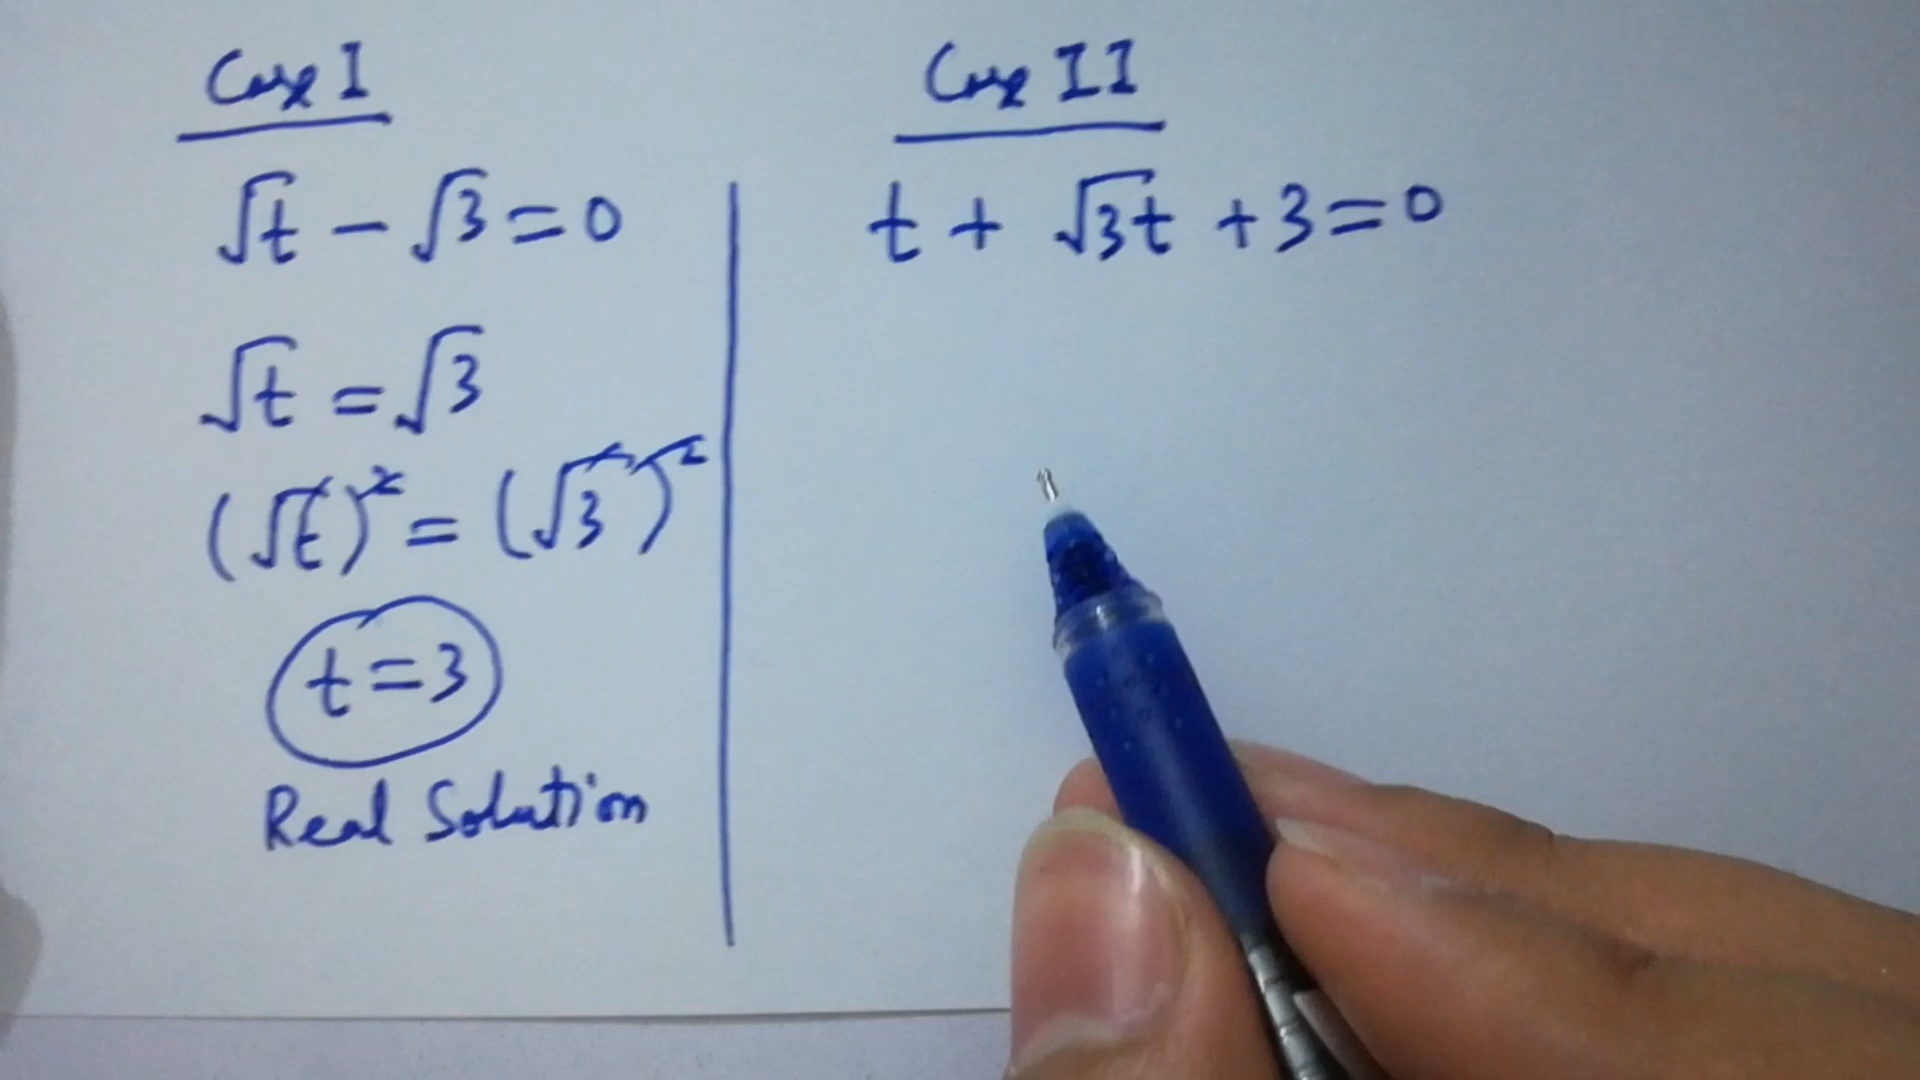 Case I
√t - √3 = 0
√t = √3
(√t)² = (√3)²
t = 3
Real Solution
Case II
t + √3t + 3 = 0